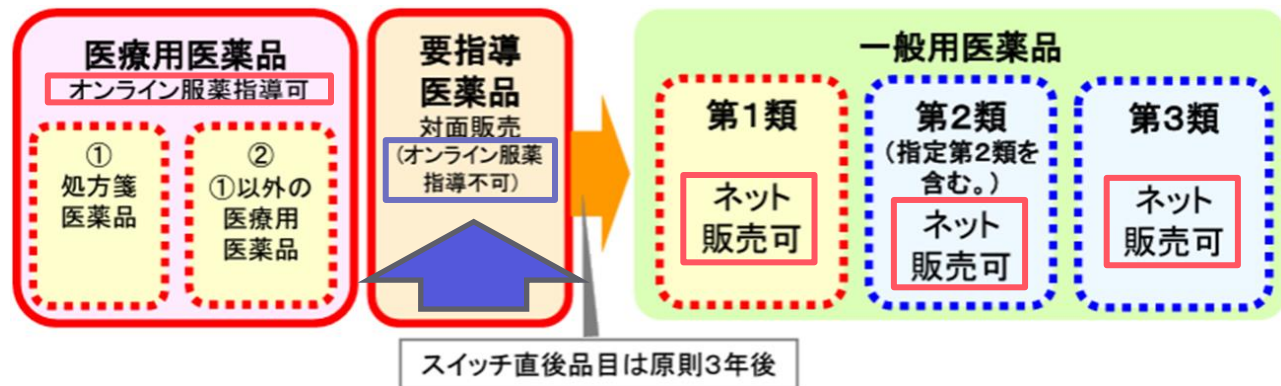 医療用医薬品
オンライン服薬指導可
①
処方箋
医薬品
②
①以外の
医療用
医薬品
要指導
医薬品
対面販売
(オンライン服薬
指導不可)
一般用医薬品
第1類
ネット
販売可
第2類
(指定第2類を
含む。)
ネット
販売可
第3類
ネット
販売可
スイッチ直後品目は原則3年後